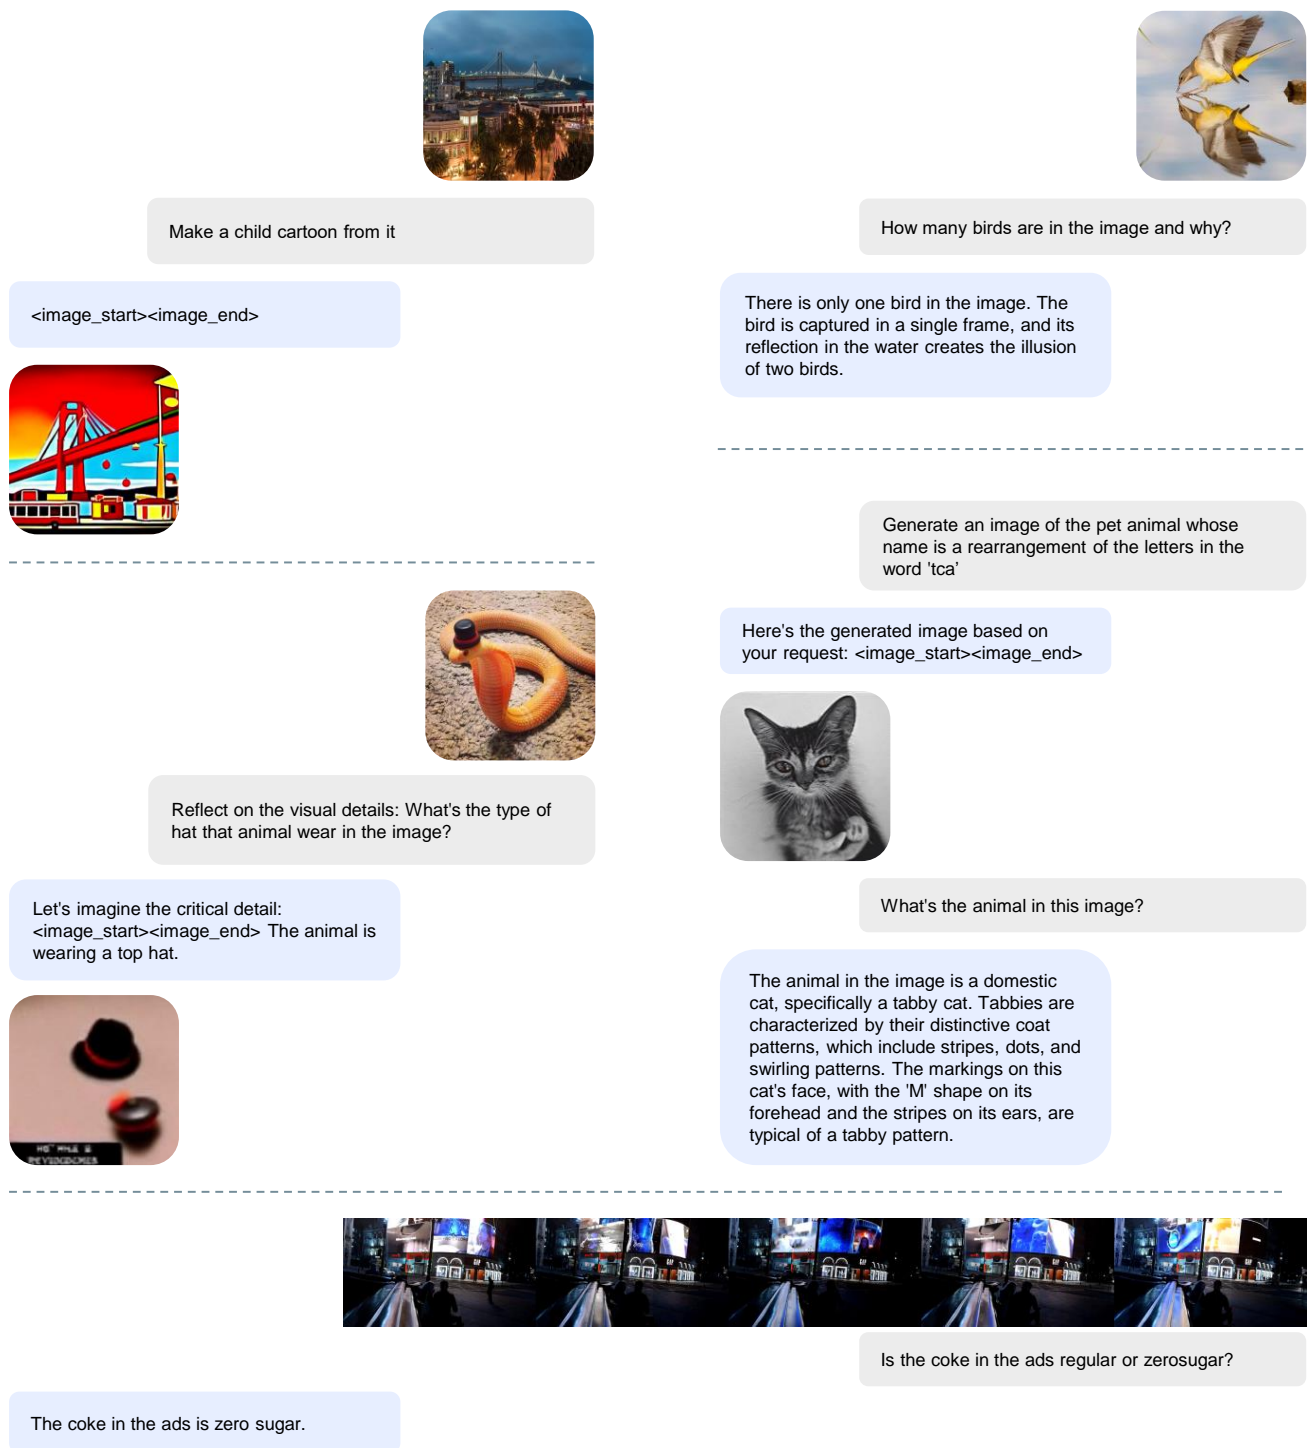 Make a child cartoon from it
<image_start><image_end>
Reflect on the visual details: What's the type of
hat that animal wear in the image?
Let's imagine the critical detail:
<image_start><image_end> The animal is
wearing a top hat.
How many birds are in the image and why?
There is only one bird in the image. The
bird is captured in a single frame, and its
reflection in the water creates the illusion
of two birds.
Generate an image of the pet animal whose
name is a rearrangement of the letters in the
word 'tca'
Here's the generated image based on
your request: <image_start><image_end>
What's the animal in this image?
The animal in the image is a domestic
cat, specifically a tabby cat. Tabbies are
characterized by their distinctive coat
patterns, which include stripes, dots, and
swirling patterns. The markings on this
cat's face, with the 'M' shape on its
forehead and the stripes on its ears, are
typical of a tabby pattern.
Is the coke in the ads regular or zerosugar?
The coke in the ads is zero sugar.